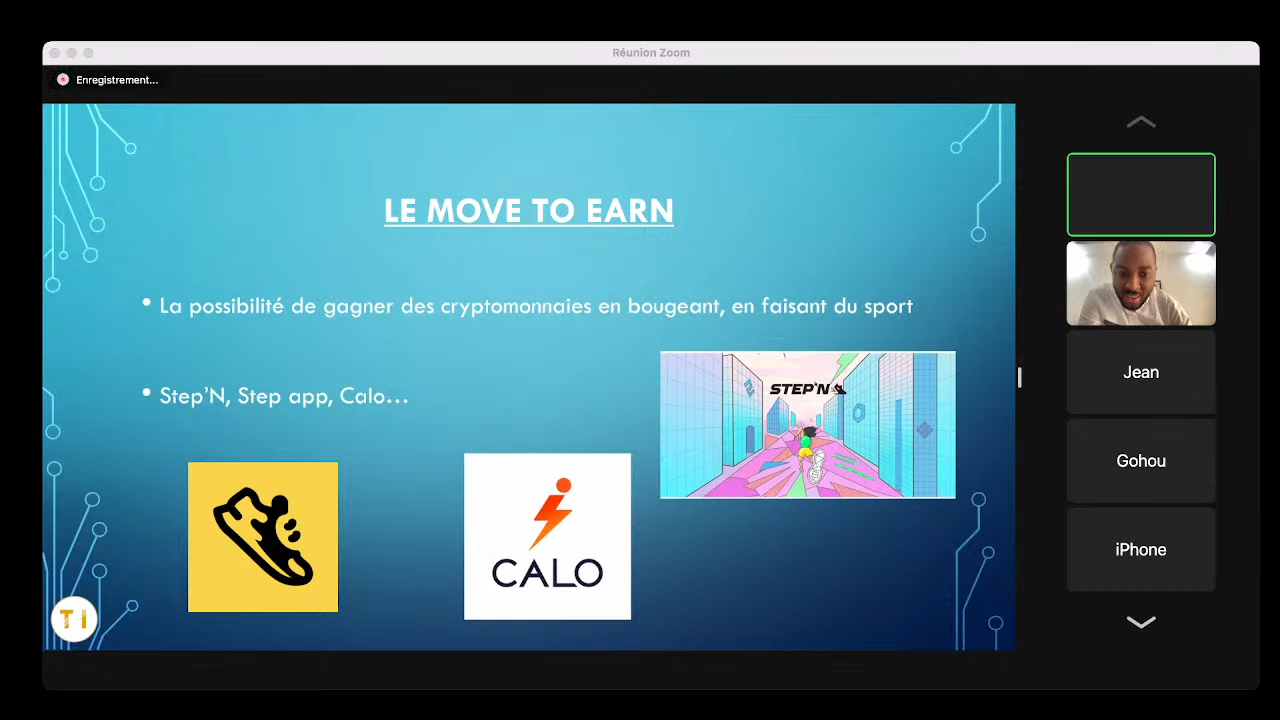 Réunion Zoom
Enregistrement...
LE MOVE TO EARN
• La possibilité de gagner des cryptomonnaies en bougeant, en faisant du sport
• Step’N, Step app, Calo…
STEP'N
CALO
TI
Jean
Gohou
iPhone